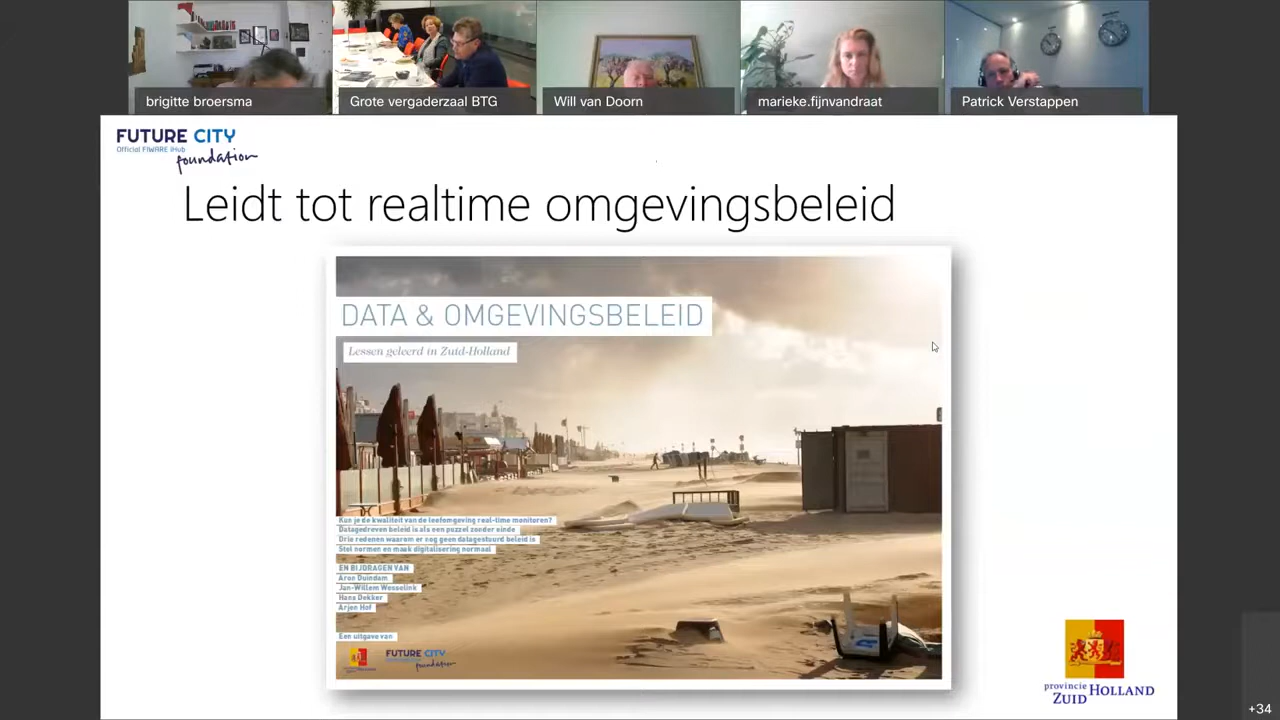 brigitte broersma
Grote vergaderzaal BTG
Will van Doorn
marieke.fijnvandraat
Patrick Verstappen
FUTURE CITY
Official FIWARE iHub
foundation
Leidt tot realtime omgevingsbeleid
DATA & OMGEVINGSBELEID
Lessen geleerd in Zuid-Holland
Kun je de kwaliteit van de leefomgeving real-time monitoren?
Datagedreven beleid is als een puzzel zonder einde
Drie redenen waarom er nog geen datagestuurd beleid is
Stel normen en maak digitalisering normaal
EN BIJDRAGEN VAN
Aroe Duindam
Jan-Willem Wesselink
Hans Dekker
Arjen Hof
Een uitgave van
FUTURE CITY
foundation
provincie
ZUID HOLLAND
+34